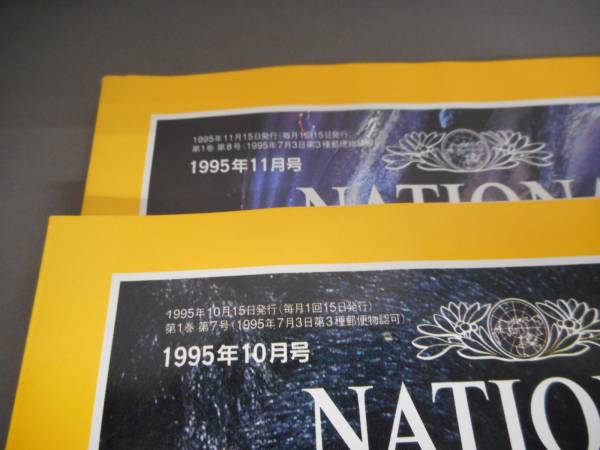 1995年11月15日発行(毎月1回15日発行)
第1巻 第8号(1995年7月3日第3種郵便物認可)
1995年11月号
NATIONA
1995年10月15日発行(毎月1回15日発行)
第1巻 第7号(1995年7月3日第3種郵便物認可)
1995年10月号
NATION